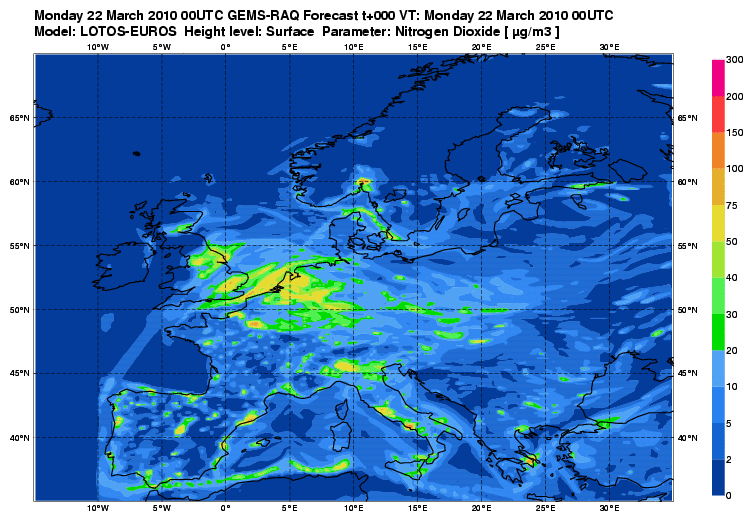 Monday 22 March 2010 00UTC GEMS-RAQ Forecast t+000 VT: Monday 22 March 2010 00UTC
Model: LOTOS-EUROS Height level: Surface Parameter: Nitrogen Dioxide [ µg/m3 ]
10°W 5°W 0° 5°E 10°E 15°E 20°E 25°E 30°E
65°N 65°N
60°N 60°N
55°N 55°N
50°N 50°N
45°N 45°N
40°N 40°N
10°W 5°W 0° 5°E 10°E 15°E 20°E 25°E 30°E
300
200
150
100
75
50
40
30
20
10
5
2
0